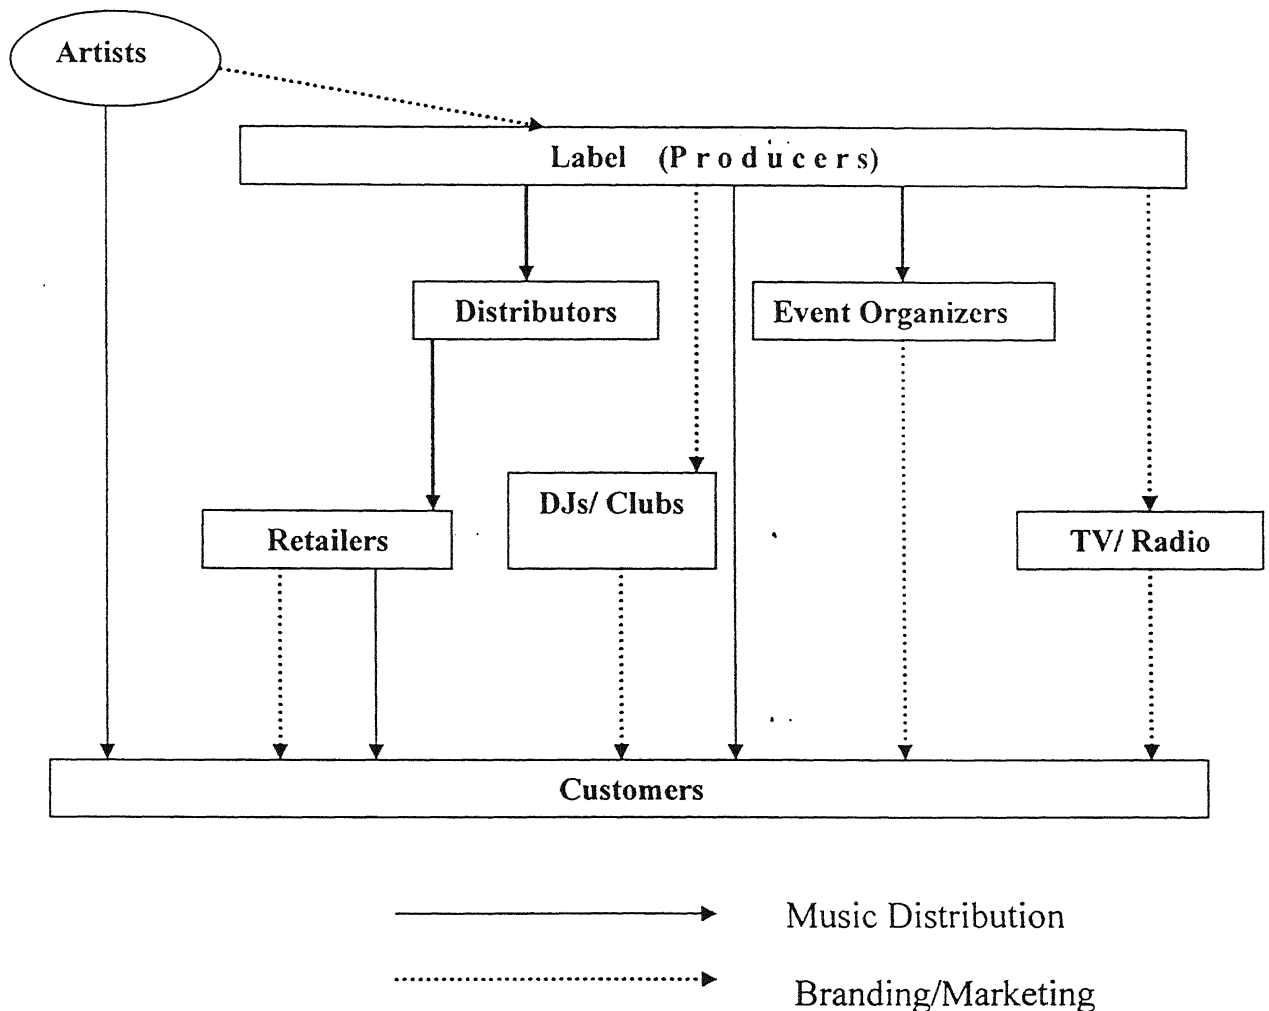 Artists
Label (Producers)
Distributors
Event Organizers
DJs/ Clubs
Retailers
TV/ Radio
Customers
Music Distribution
Branding/Marketing